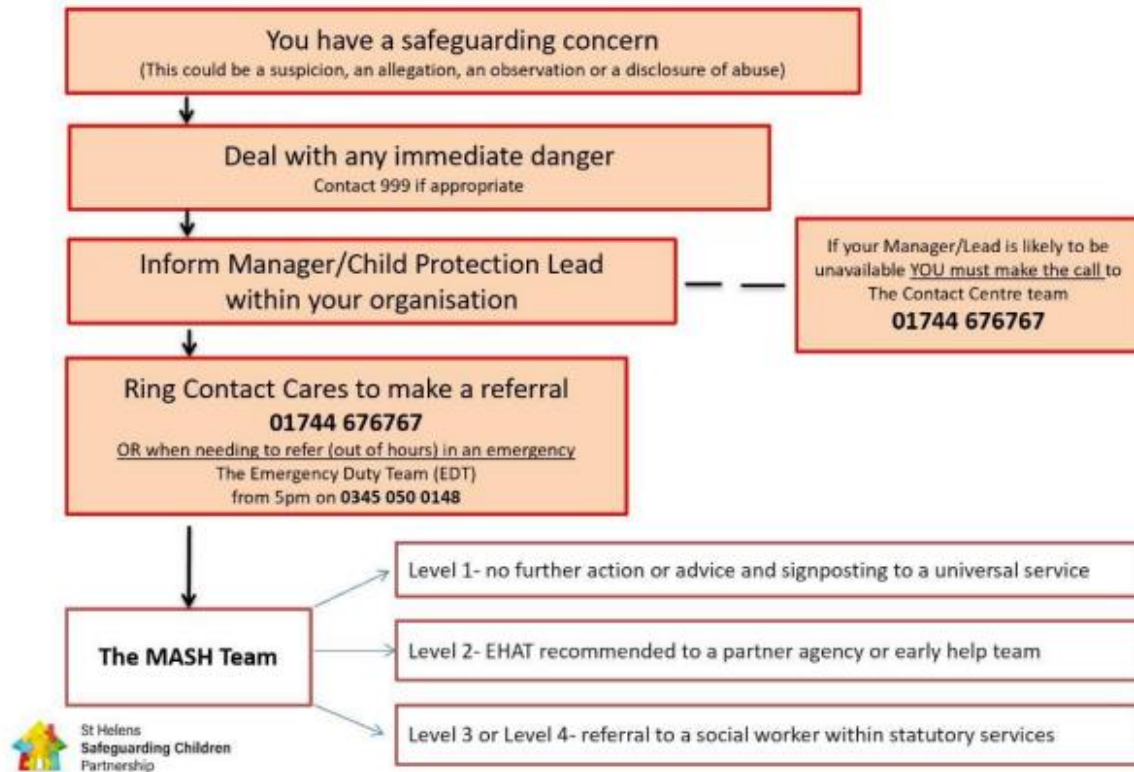 You have a safeguarding concern
(This could be a suspicion, an allegation, an observation or a disclosure of abuse)
Deal with any immediate danger
Contact 999 if appropriate
Inform Manager/Child Protection Lead
within your organisation
If your Manager/Lead is likely to be
unavailable YOU must make the call to
The Contact Centre team
01744 676767
Ring Contact Cares to make a referral
01744 676767
OR when needing to refer (out of hours) in an emergency
The Emergency Duty Team (EDT)
from 5pm on 0345 050 0148
The MASH Team
Level 1- no further action or advice and signposting to a universal service
Level 2- EHAT recommended to a partner agency or early help team
Level 3 or Level 4- referral to a social worker within statutory services
St Helens
Safeguarding Children
Partnership